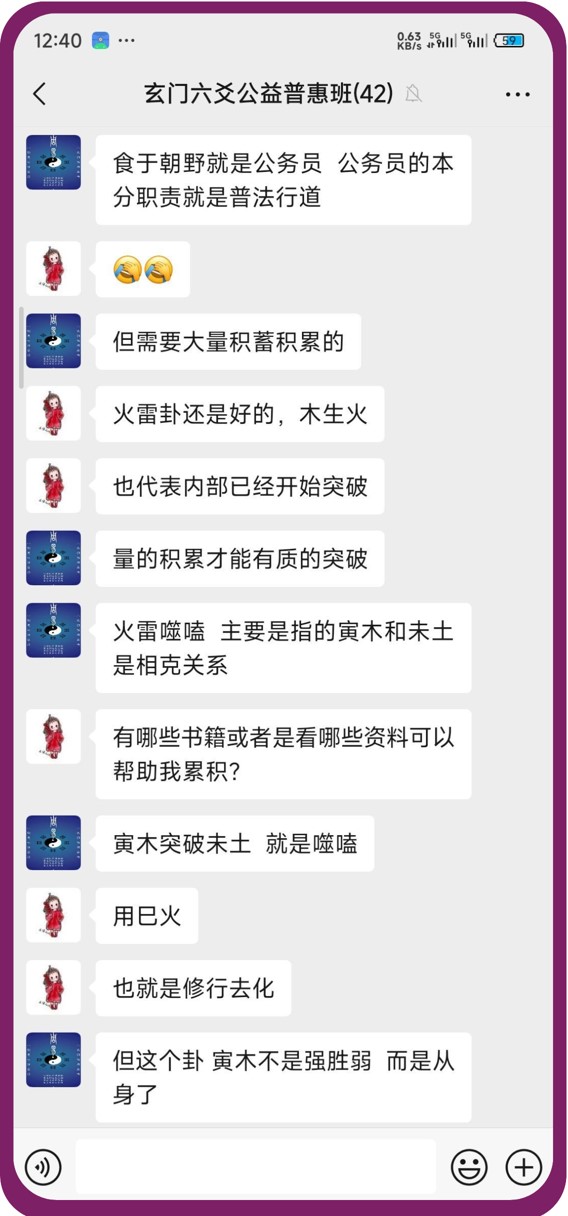 12:40
0.63
KB/s
5G
5G
59
玄门六爻公益普惠班(42)
食于朝野就是公务员 公务员的本
分职责就是普法行道
但需要大量积蓄积累的
火雷卦还是好的，木生火
也代表内部已经开始突破
量的积累才能有质的突破
火雷噬嗑 主要是指的寅木和未土
是相克关系
有哪些书籍或者是看哪些资料可以
帮助我累积？
寅木突破未土 就是噬嗑
用巳火
也就是修行去化
但这个卦 寅木不是强胜弱 而是从
身了